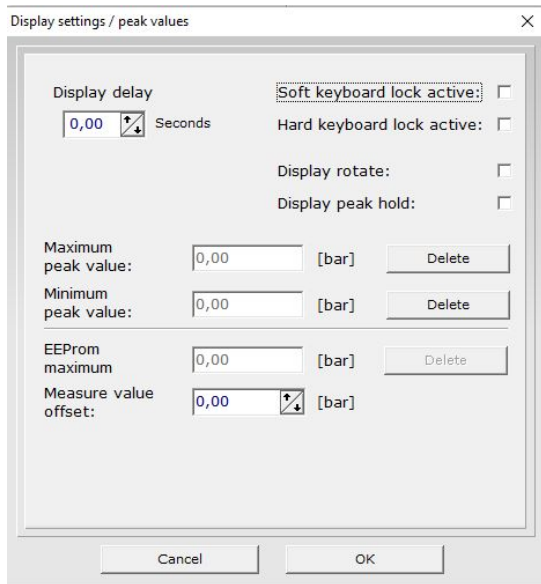 Display settings / peak values
Display delay
0,00 Seconds
Soft keyboard lock active:
Hard keyboard lock active:
Display rotate:
Display peak hold:
Maximum
peak value:
0,00 [bar] Delete
Minimum
peak value:
0,00 [bar] Delete
EEProm
maximum
0,00 [bar] Delete
Measure value
offset:
0,00 [bar]
Cancel OK